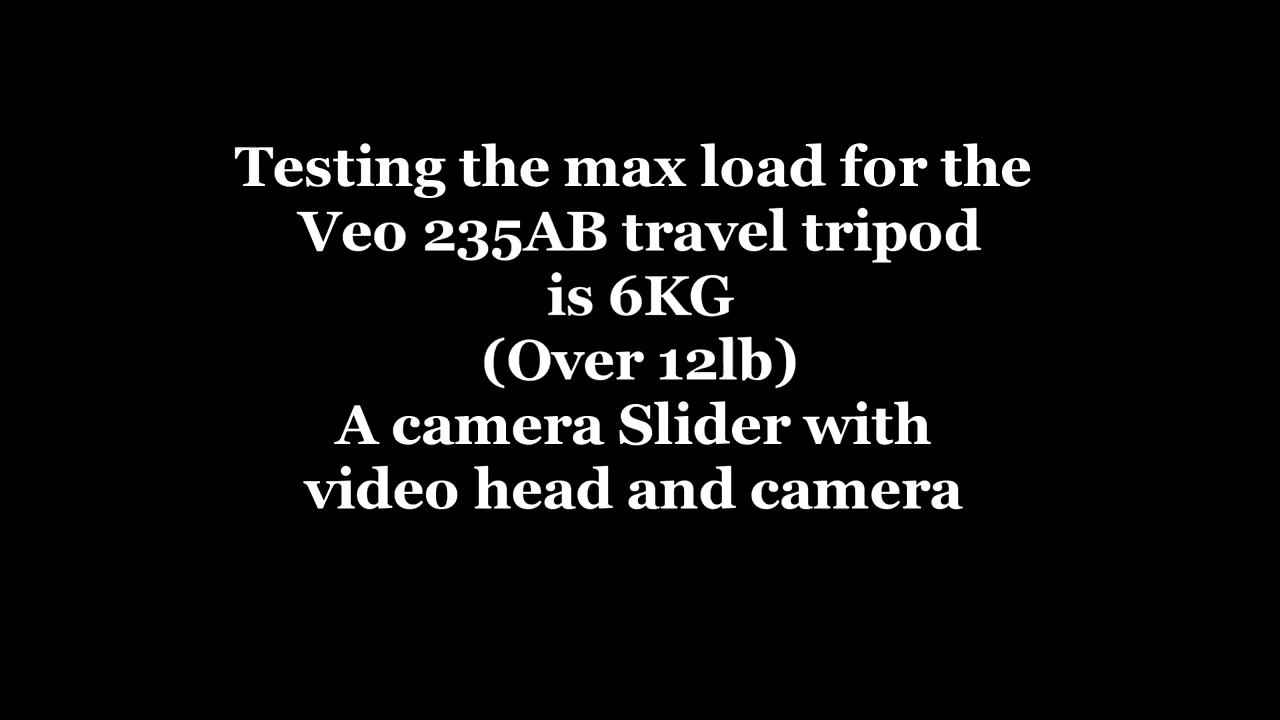 Testing the max load for the
Veo 235AB travel tripod
is 6KG
(Over 12lb)
A camera Slider with
video head and camera